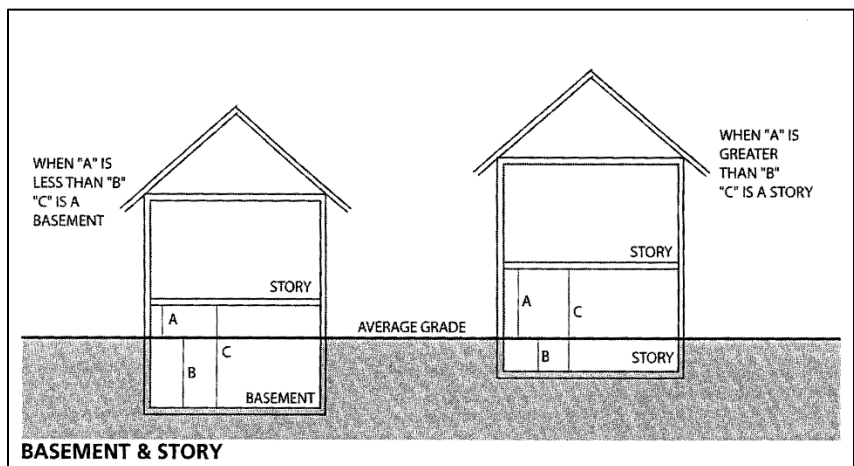 WHEN "A" IS
LESS THAN "B"
"C" IS A
BASEMENT
STORY
A
B
C
BASEMENT
AVERAGE GRADE
WHEN "A" IS
GREATER
THAN "B"
"C" IS A STORY
STORY
A
C
B
STORY
BASEMENT & STORY